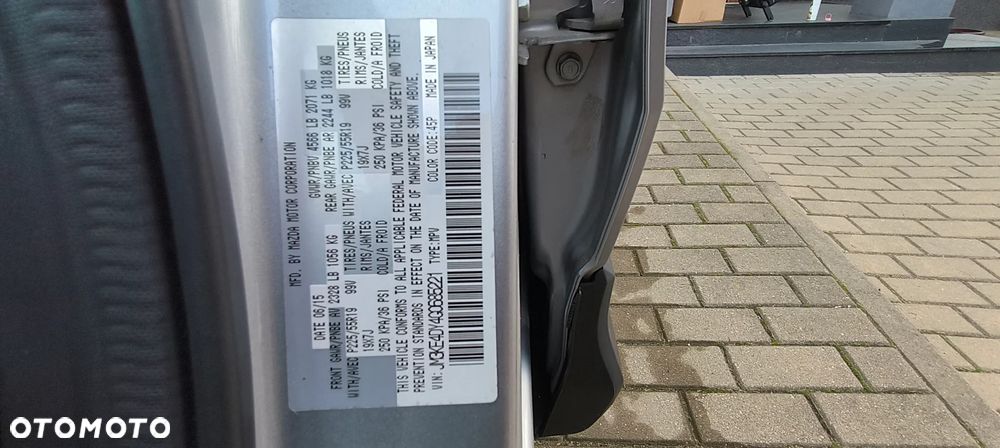 MFD. BY MAZDA MOTOR CORPORATION
DATE 06/15 GVWR/PNBV 4566 LB 2071 KG
FRONT GAWR/PNBE AV 2328 LB 1056 KG REAR GAWR/PNBE AR 2244 LB 1018 KG
WITH/AVEC P225/55R19 99V TIRES/PNEUS WITH/AVEC P225/55R19 99V TIRES/PNEUS
19X7J RIMS/JANTES 19X7J RIMS/JANTES
250 KPA/36 PSI COLD/A FROID 250 KPA/36 PSI COLD/A FROID
THIS VEHICLE CONFORMS TO ALL APPLICABLE FEDERAL MOTOR VEHICLE SAFETY AND THEFT
PREVENTION STANDARDS IN EFFECT ON THE DATE OF MANUFACTURE SHOWN ABOVE.
VIN: JM3KE4DY4G0685221 TYPE:MPV COLOR CODE:45P MADE IN JAPAN
OTOMOTO